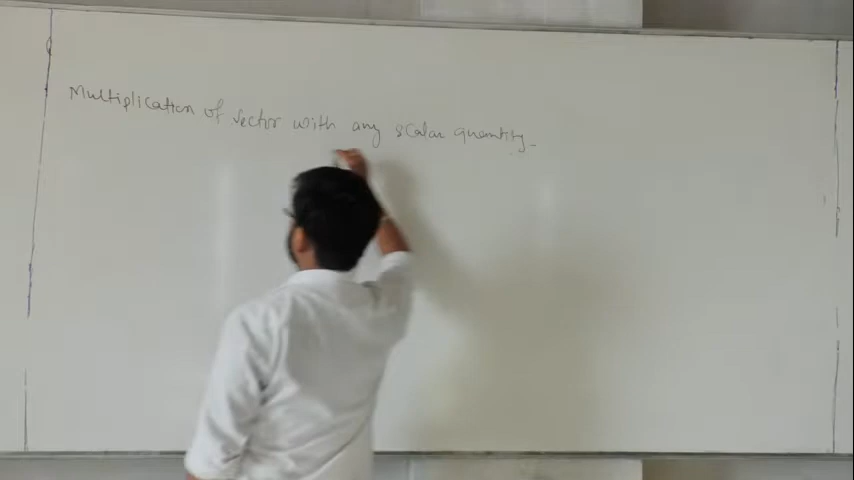 Multiplication of vector with any scalar quantity-